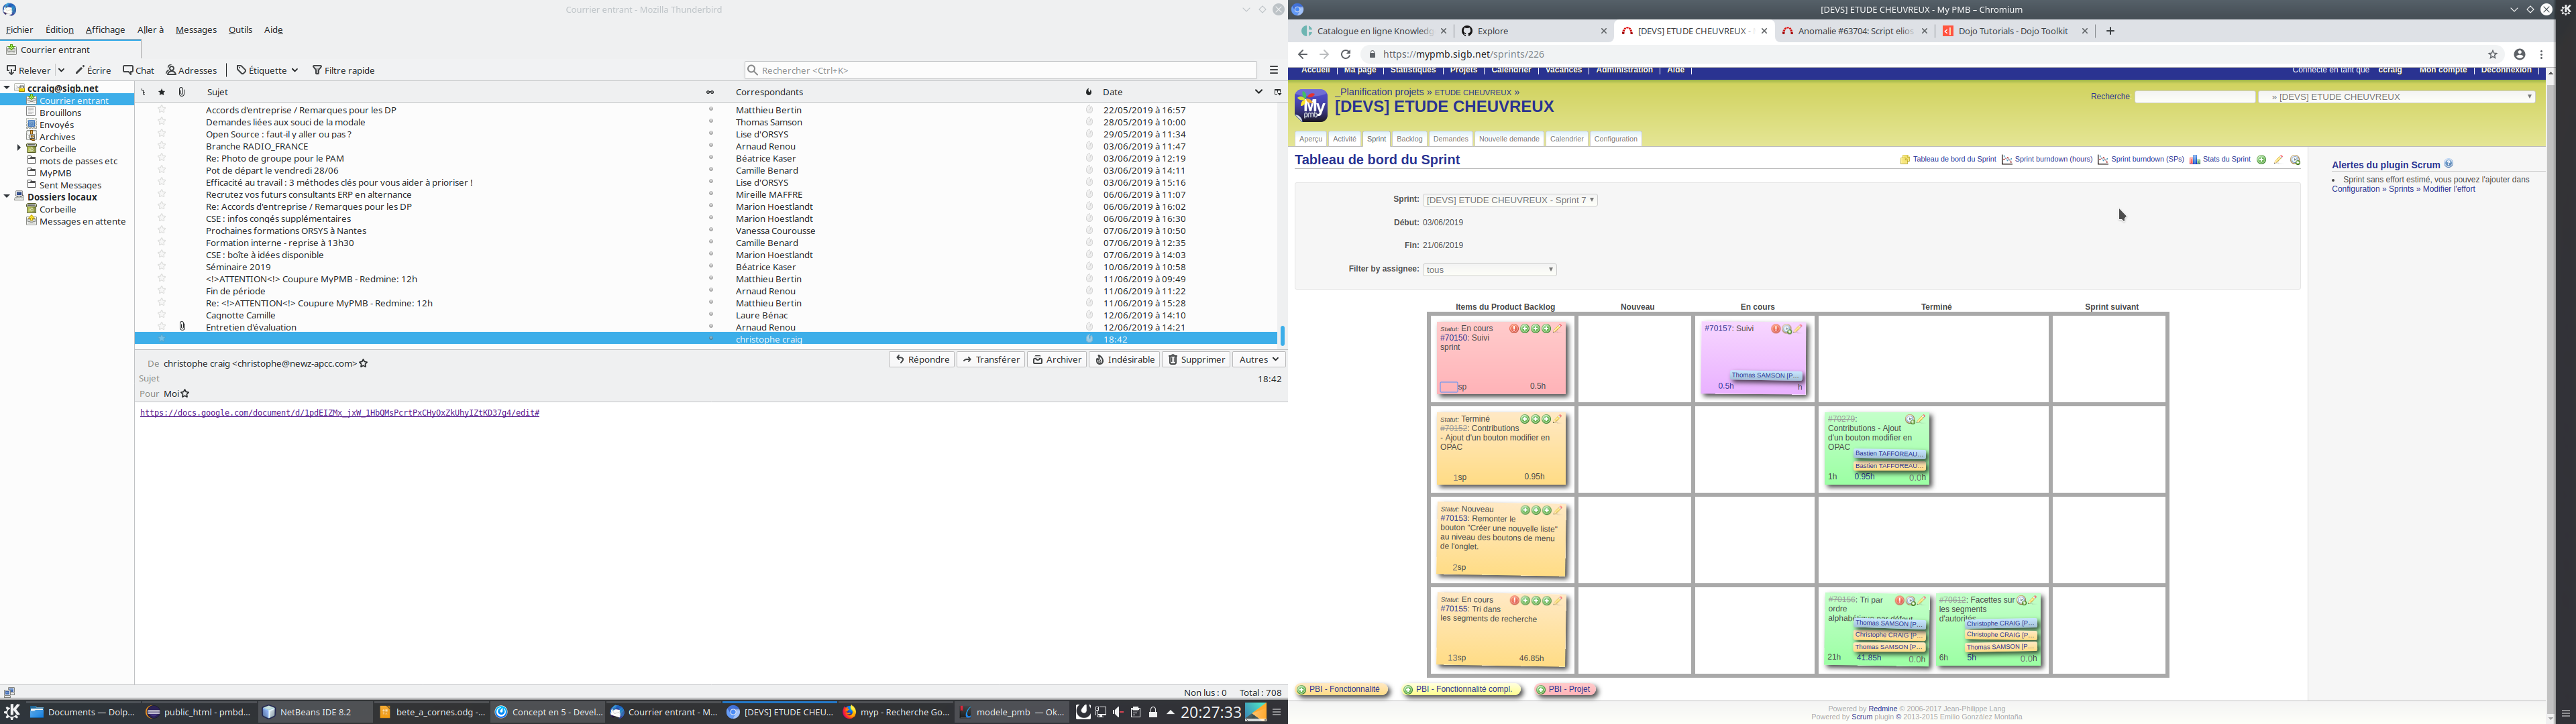 Courrier entrant - Mozilla Thunderbird
Fichier Édition Affichage Aller à Messages Outils Aide
Courrier entrant
Relever Écrire Chat Adresses Étiquette Filtre rapide Rechercher <Ctrl+K>
ccraig@sigb.net
Courrier entrant
Brouillons
Envoyés
Archives
Corbeille
mots de passes etc
MyPMB
Sent Messages
Dossiers locaux
Corbeille
Messages en attente
Sujet Correspondants Date
Accords d'entreprise / Remarques pour les DP Matthieu Bertin 22/05/2019 à 16:57
Demandes liées aux souci de la modale Thomas Samson 28/05/2019 à 10:00
Open Source : faut-il y aller ou pas ? Lise d'ORSYS 29/05/2019 à 11:34
Branche RADIO_FRANCE Arnaud Renou 03/06/2019 à 11:47
Re: Photo de groupe pour le PAM Béatrice Kaser 03/06/2019 à 12:19
Pot de départ le vendredi 28/06 Camille Benard 03/06/2019 à 14:11
Efficacité au travail : 3 méthodes clés pour vous aider à prioriser ! Lise d'ORSYS 03/06/2019 à 15:16
Recrutez vos futurs consultants ERP en alternance Mireille MAFFRE 06/06/2019 à 11:07
Re: Accords d'entreprise / Remarques pour les DP Marion Hoestlandt 06/06/2019 à 16:02
CSE : infos congés supplémentaires Marion Hoestlandt 06/06/2019 à 16:30
Prochaines formations ORSYS à Nantes Vanessa Courousse 07/06/2019 à 10:50
Formation interne - reprise à 13h30 Camille Benard 07/06/2019 à 12:35
CSE : boîte à idées disponible Marion Hoestlandt 07/06/2019 à 14:03
Séminaire 2019 Béatrice Kaser 10/06/2019 à 10:58
<!>ATTENTION<!> Coupure MyPMB - Redmine: 12h Matthieu Bertin 11/06/2019 à 09:49
Fin de période Arnaud Renou 11/06/2019 à 11:22
Re: <!>ATTENTION<!> Coupure MyPMB - Redmine: 12h Matthieu Bertin 11/06/2019 à 15:28
Cagnotte Camille Laure Bénac 12/06/2019 à 14:10
Entretien d'évaluation Arnaud Renou 12/06/2019 à 14:21
christophe craig 18:42
De christophe craig <christophe@newz-apcc.com> Répondre Transférer Archiver Indésirable Supprimer Autres
Sujet 18:42
Pour Moi
https://docs.google.com/document/d/1pdEIZMx_jxW_1HbQMsPcrtPxCHyOxZkUhyIZtKD37g4/edit#
Non lus : 0 Total : 708
[DEVS] ETUDE CHEUVREUX - My PMB – Chromium
Catalogue en ligne Knowledg Explore [DEVS] ETUDE CHEUVREUX - Anomalie #63704: Script elios Dojo Tutorials - Dojo Toolkit
https://mypmb.sigb.net/sprints/226
Accueil Ma page Statistiques Projets Calendrier Vacances Administration Aide Connecté en tant que ccraig Mon compte Déconnexion
_Planification projets » ETUDE CHEUVREUX »
My pmb [DEVS] ETUDE CHEUVREUX Recherche » [DEVS] ETUDE CHEUVREUX
Aperçu Activité Sprint Backlog Demandes Nouvelle demande Calendrier Configuration
Tableau de bord du Sprint Tableau de bord du Sprint Sprint burndown (hours) Sprint burndown (SPs) Stats du Sprint
Alertes du plugin Scrum
Sprint sans effort estimé, vous pouvez l'ajouter dans
Configuration » Sprints » Modifier l'effort
Sprint: [DEVS] ETUDE CHEUVREUX - Sprint 7
Début: 03/06/2019
Fin: 21/06/2019
Filter by assignee: tous
Items du Product Backlog Nouveau En cours Terminé Sprint suivant
Statut: En cours
#70150: Suivi
sprint
sp 0.5h
#70157: Suivi
Thomas SAMSON [P...
0.5h h
Statut: Terminé
#70152: Contributions
- Ajout d'un bouton modifier en
OPAC
1sp 0.95h
#70279:
Contributions - Ajout
d'un bouton modifier en
OPAC
Bastien TAFFOREAU...
Bastien TAFFOREAU...
1h 0.95h 0.0h
Statut: Nouveau
#70153: Remonter le
bouton "Créer une nouvelle liste"
au niveau des boutons de menu
de l'onglet.
2sp
Statut: En cours
#70155: Tri dans
les segments de recherche
13sp 46.85h
#70156: Tri par
ordre
alphabétique par défaut
Thomas SAMSON [P...
Christophe CRAIG [P...
Thomas SAMSON [P...
21h 41.85h 0.0h
#70612: Facettes sur
les segments
d'autorités
Christophe CRAIG [P...
Christophe CRAIG [P...
Thomas SAMSON [P...
6h 5h 0.0h
PBI - Fonctionnalité PBI - Fonctionnalité compl. PBI - Projet
Powered by Redmine © 2006-2017 Jean-Philippe Lang
Powered by Scrum plugin © 2013-2015 Emilio González Montaña
Documents — Dolp... public_html - pmbd... NetBeans IDE 8.2 bete_a_cornes.odg -... Concept en 5 - Devel... Courrier entrant - M... [DEVS] ETUDE CHEU... myp - Recherche Go... modele_pmb — Ok... 20:27:33